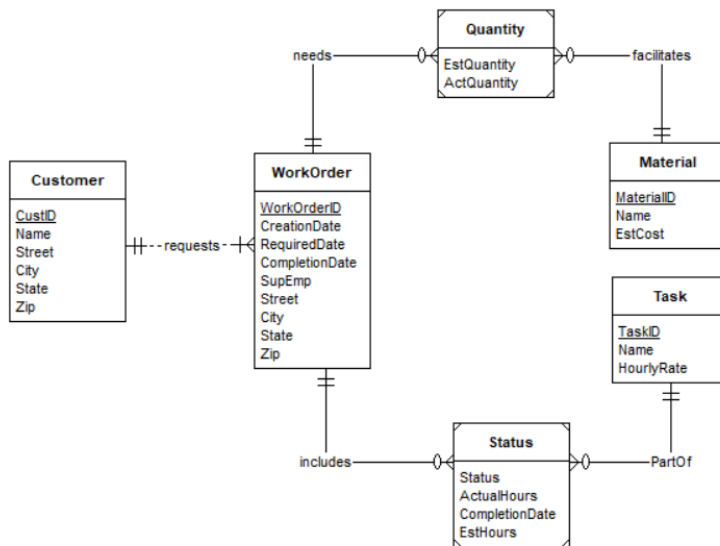 Quantity
EstQuantity
ActQuantity
needs
facilitates
Customer
CustID
Name
Street
City
State
Zip
requests
WorkOrder
WorkOrderID
CreationDate
RequiredDate
CompletionDate
SupEmp
Street
City
State
Zip
Material
MaterialID
Name
EstCost
Task
TaskID
Name
HourlyRate
includes
Status
Status
ActualHours
CompletionDate
EstHours
PartOf